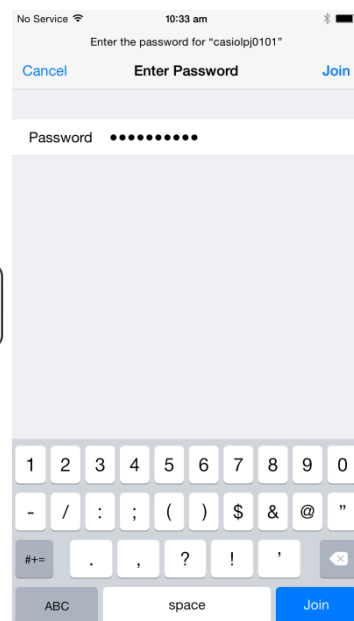 No Service 10:33 am
Enter the password for “casiolpj0101”
Cancel Enter Password Join
Password ••••••••••
1 2 3 4 5 6 7 8 9 0
- / : ; ( ) $ & @ ”
#+= . , ? ! ’
ABC space Join